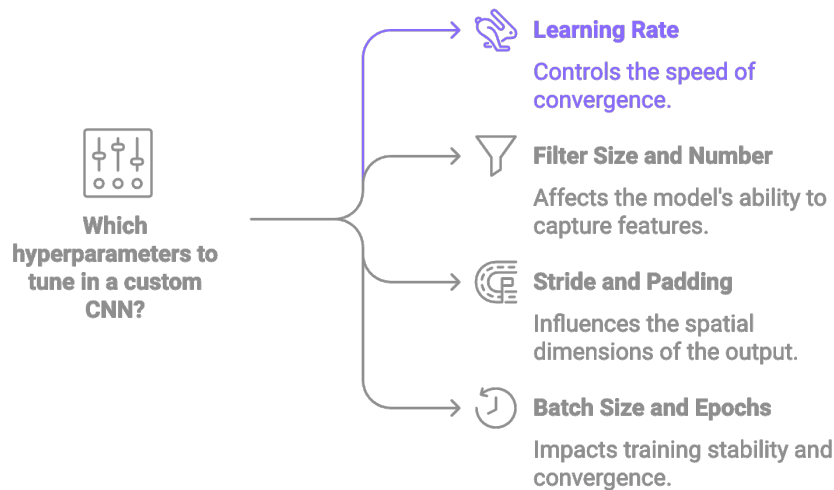 Which
hyperparameters to
tune in a custom
CNN?
Learning Rate
Controls the speed of
convergence.
Filter Size and Number
Affects the model's ability to
capture features.
Stride and Padding
Influences the spatial
dimensions of the output.
Batch Size and Epochs
Impacts training stability and
convergence.